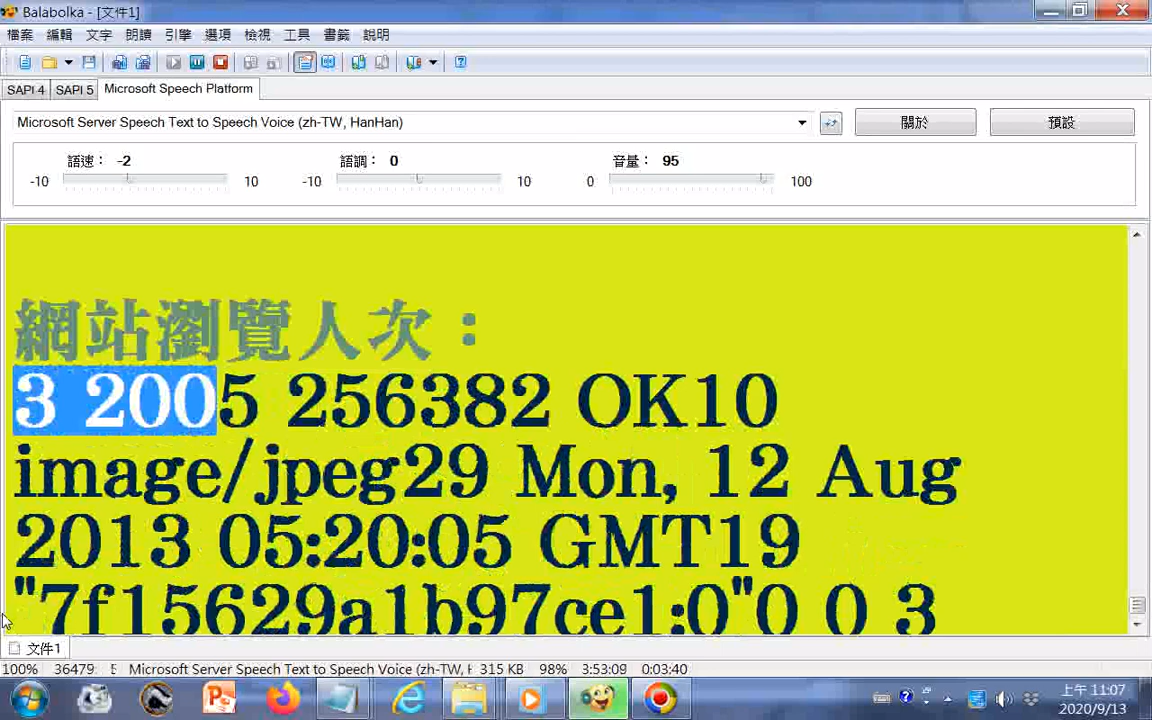 Balabolka - [文件1]
檔案 編輯 文字 朗讀 引擎 選項 檢視 工具 書籤 說明
SAPI 4 SAPI 5 Microsoft Speech Platform
Microsoft Server Speech Text to Speech Voice (zh-TW, HanHan) 關於 預設
語速： -2 語調： 0 音量： 95
-10 10 -10 10 0 100
網站瀏覽人次：
3 2005 256382 OK10
image/jpeg29 Mon, 12 Aug
2013 05:20:05 GMT19
"7f15629a1b97ce1:0"0 0 3
文件1
100% 36479: Microsoft Server Speech Text to Speech Voice (zh-TW, 315 KB 98% 3:53:09 0:03:40
上午 11:07
2020/9/13